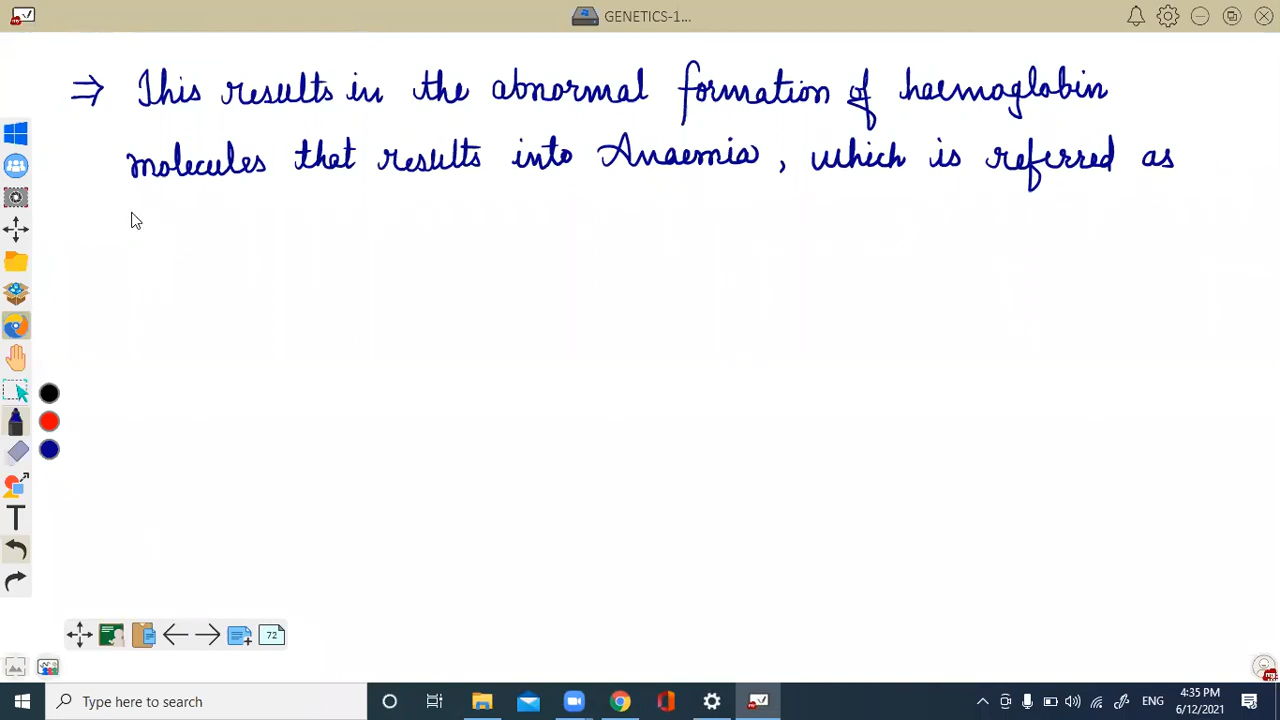 GENETICS-1...
⇒ This results in the abnormal formation of haemoglobin
molecules that results into Anaemia, which is referred as
T
72
Type here to search
ENG
4:35 PM
6/12/2021